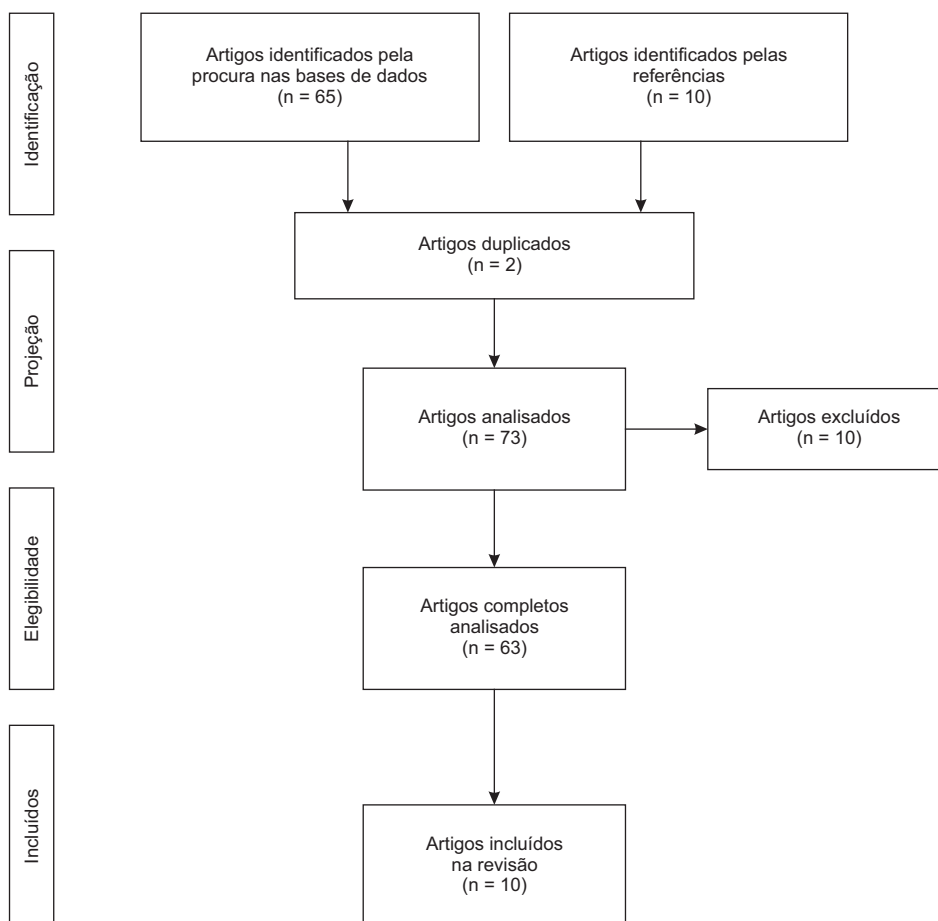 Identificação
Artigos identificados pela
procura nas bases de dados
(n = 65)
Artigos identificados pelas
referências
(n = 10)
Artigos duplicados
(n = 2)
Projeção
Artigos analisados
(n = 73)
Artigos excluídos
(n = 10)
Elegibilidade
Artigos completos
analisados
(n = 63)
Incluídos
Artigos incluídos
na revisão
(n = 10)